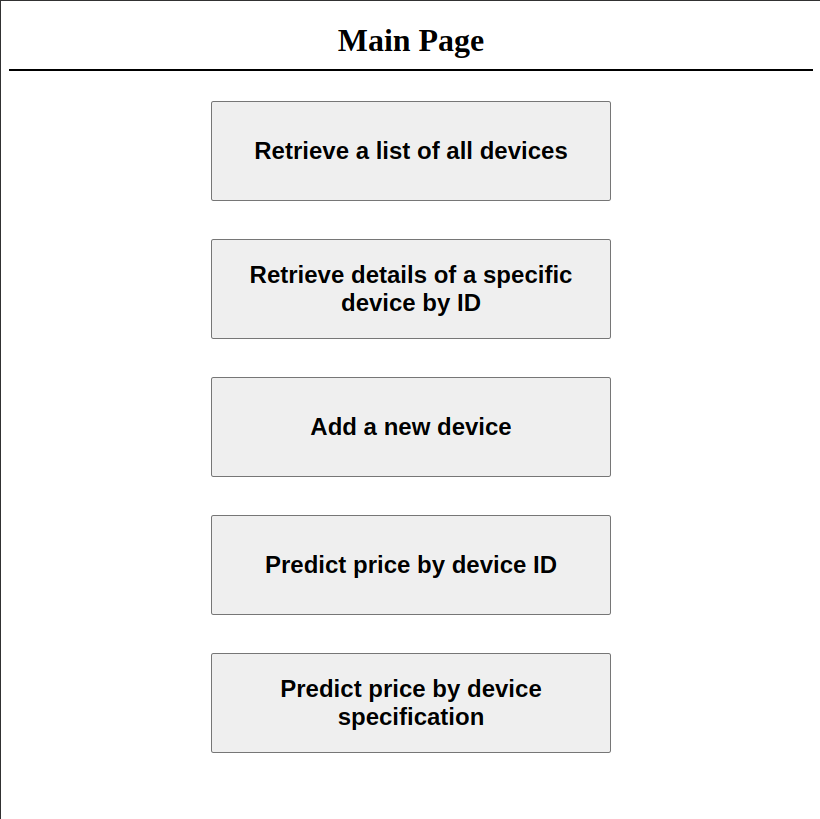 Main Page
Retrieve a list of all devices
Retrieve details of a specific
device by ID
Add a new device
Predict price by device ID
Predict price by device
specification